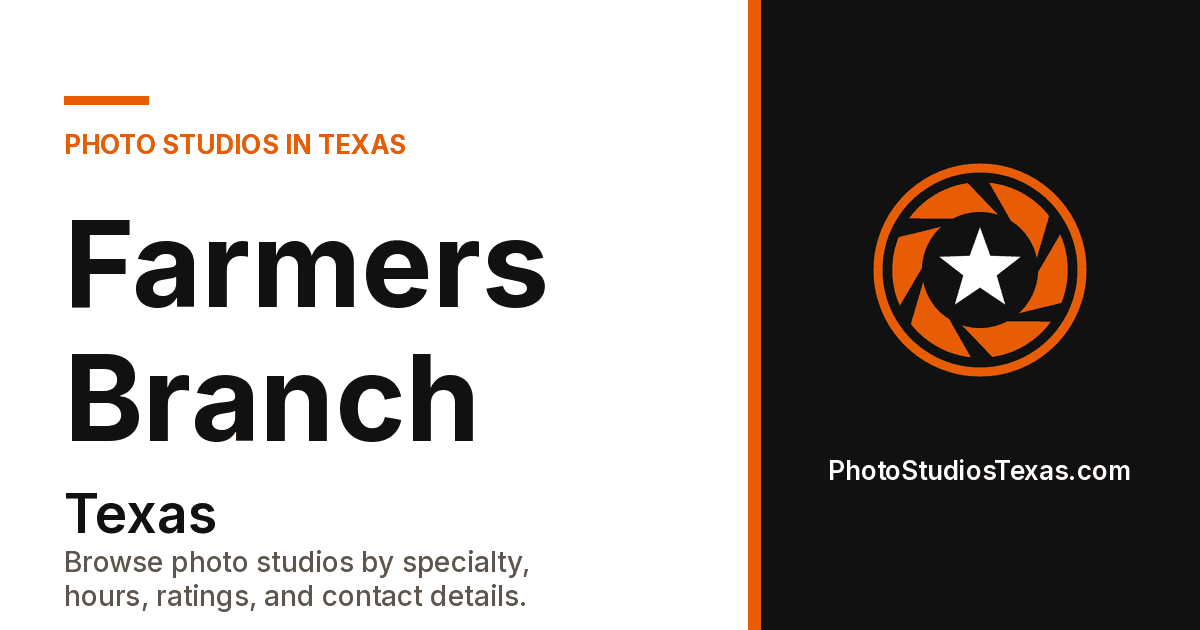 PHOTO STUDIOS IN TEXAS
Farmers
Branch
Texas
Browse photo studios by specialty,
hours, ratings, and contact details.
PhotoStudiosTexas.com